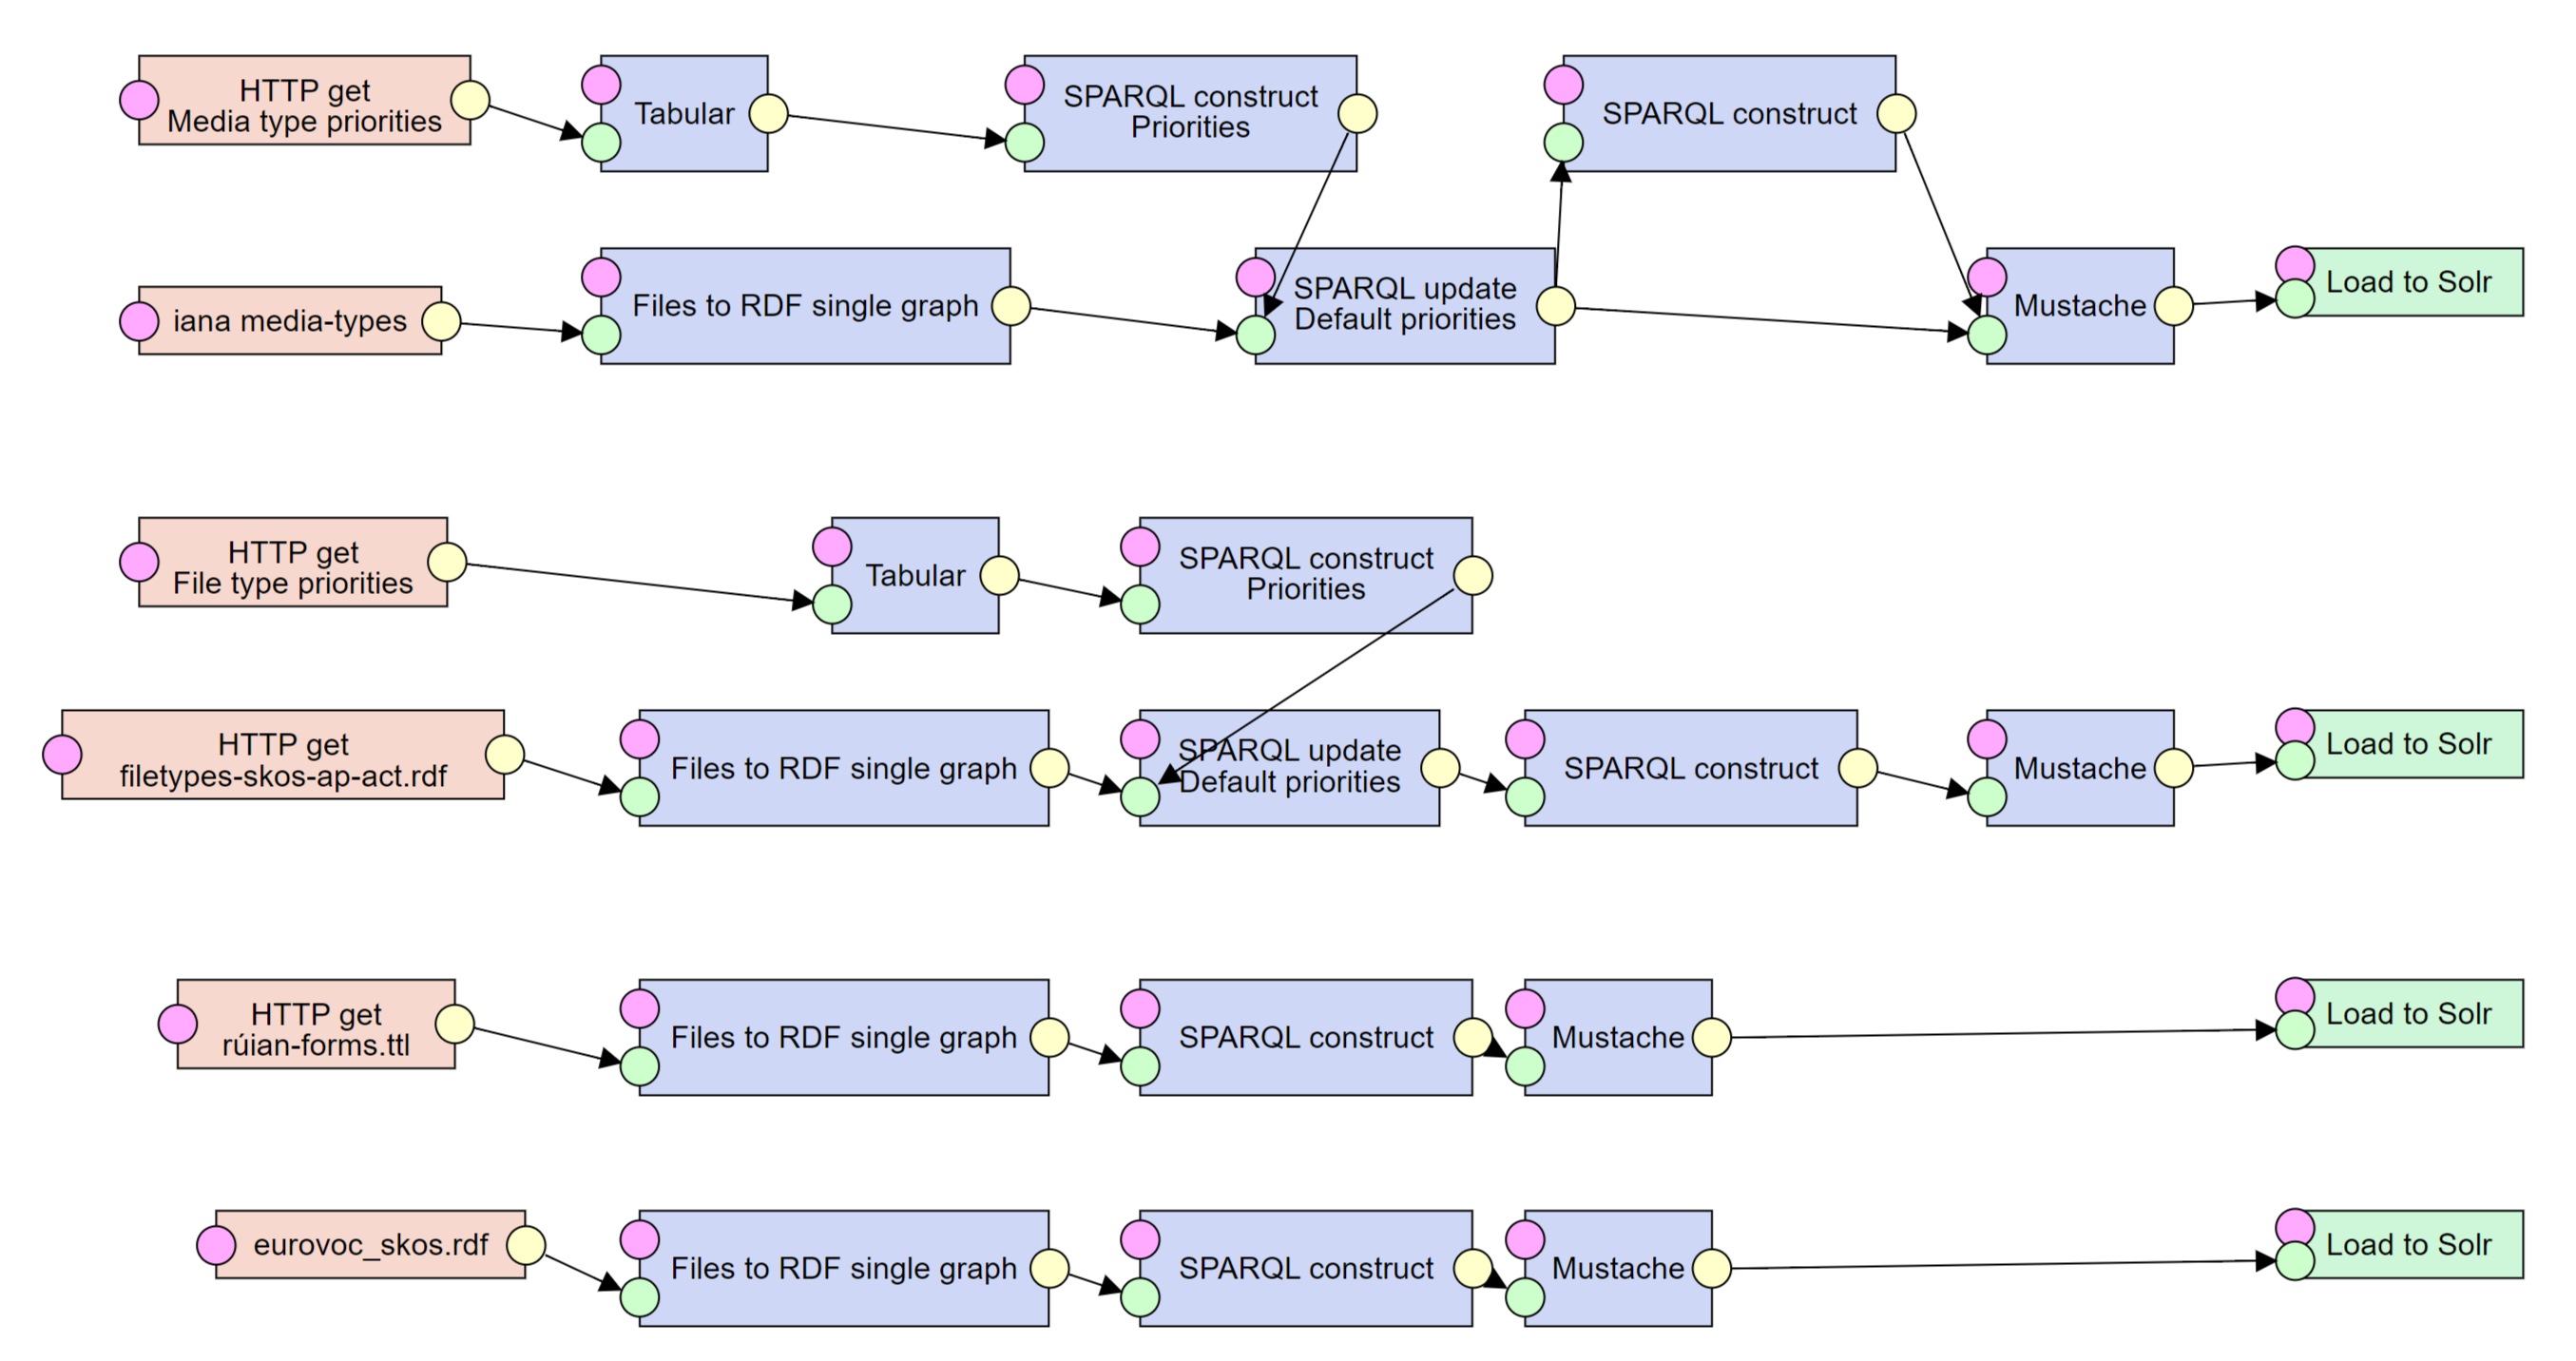 HTTP get
Media type priorities
Tabular
SPARQL construct
Priorities
SPARQL construct
iana media-types
Files to RDF single graph
SPARQL update
Default priorities
Mustache
Load to Solr
HTTP get
File type priorities
Tabular
SPARQL construct
Priorities
HTTP get
filetypes-skos-ap-act.rdf
Files to RDF single graph
SPARQL update
Default priorities
SPARQL construct
Mustache
Load to Solr
HTTP get
rúian-forms.ttl
Files to RDF single graph
SPARQL construct
Mustache
Load to Solr
eurovoc_skos.rdf
Files to RDF single graph
SPARQL construct
Mustache
Load to Solr